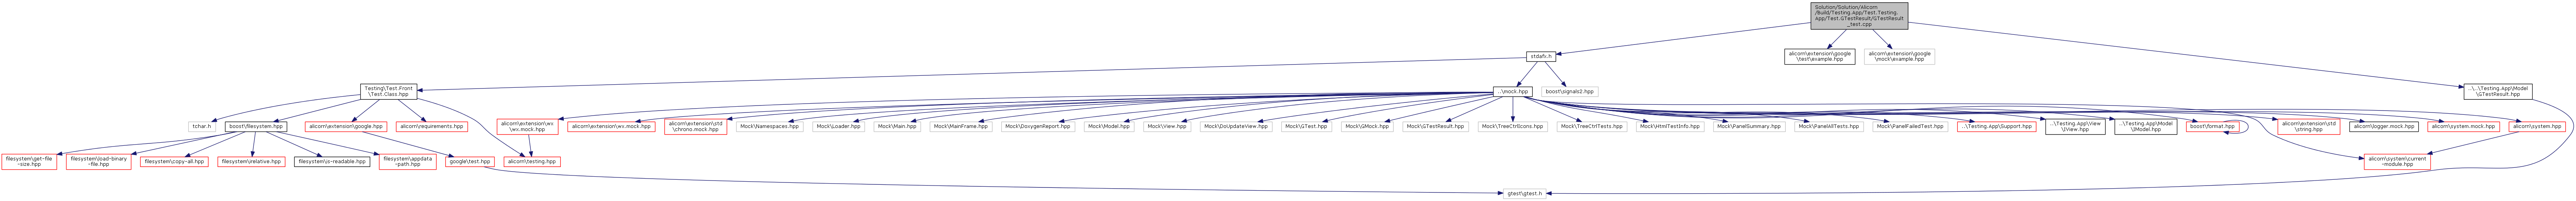 Solution/Solution/Alicorn
/Build/Testing.App/Test.Testing.
App/Test.GTestResult/GTestResult
_test.cpp
stdafx.h
alicorn\extension\google
\test\example.hpp
alicorn\extension\google
\mock\example.hpp
Testing\Test.Front
\Test.Class.hpp
..\mock.hpp
boost\signals2.hpp
..\..\Testing.App\Model
\GTestResult.hpp
tchar.h
boost\filesystem.hpp
alicorn\extension\google.hpp
alicorn\requirements.hpp
alicorn\extension\wx
\wx.mock.hpp
alicorn\extension\wx.mock.hpp
alicorn\extension\std
\chrono.mock.hpp
Mock\Namespaces.hpp
Mock\Loader.hpp
Mock\Main.hpp
Mock\MainFrame.hpp
Mock\DoxygenReport.hpp
Mock\Model.hpp
Mock\View.hpp
Mock\DoUpdateView.hpp
Mock\GTest.hpp
Mock\GMock.hpp
Mock\GTestResult.hpp
Mock\TreeCtrlIcons.hpp
Mock\TreeCtrlTests.hpp
Mock\HtmlTestInfo.hpp
Mock\PanelSummary.hpp
Mock\PanelAllTests.hpp
Mock\PanelFailedTest.hpp
..\Testing.App\Support.hpp
..\Testing.App\View
\IView.hpp
..\Testing.App\Model
\IModel.hpp
boost\format.hpp
alicorn\extension\std
\string.hpp
alicorn\logger.mock.hpp
alicorn\system.mock.hpp
alicorn\system.hpp
filesystem\get-file
-size.hpp
filesystem\load-binary
-file.hpp
filesystem\copy-all.hpp
filesystem\relative.hpp
filesystem\is-readable.hpp
filesystem\appdata
-path.hpp
google\test.hpp
alicorn\testing.hpp
alicorn\system\current
-module.hpp
gtest\gtest.h